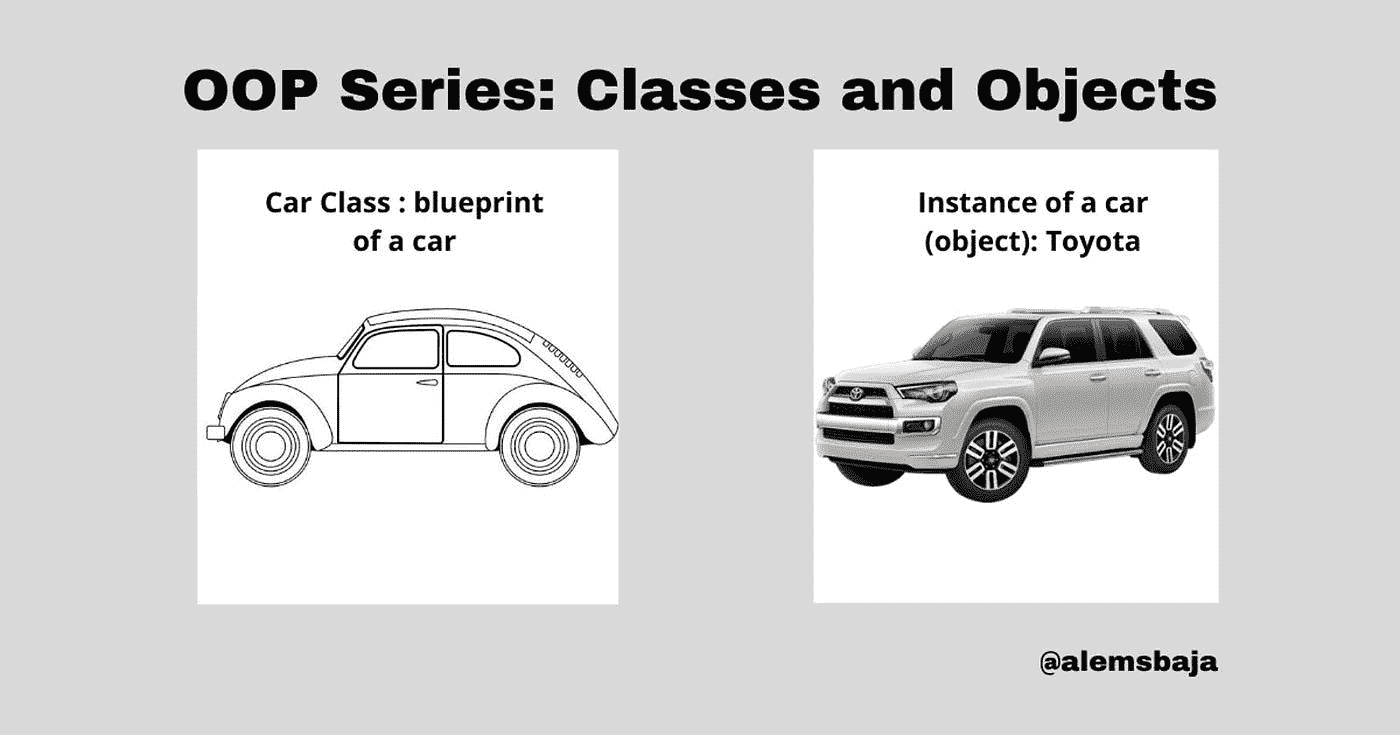 OOP Series: Classes and Objects
Car Class : blueprint
of a car
Instance of a car
(object): Toyota
@alemsbaja